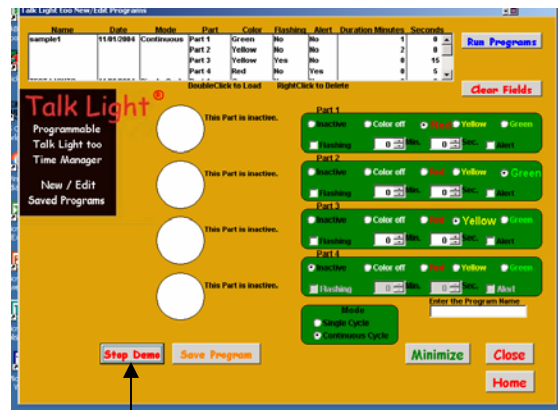 Talk Light too New/Edit Programs
Name Date Mode Part Color Flashing Alert Duration Minutes Seconds
sample1 11/01/2004 Continuous Part 1 Green No No 1 0
Part 2 Yellow No No 2 0
Part 3 Yellow Yes No 0 15
Part 4 Red No Yes 0 5
DoubleClick to Load RightClick to Delete
Run Programs
Clear Fields
Talk Light®
Programmable
Talk Light too
Time Manager
New / Edit
Saved Programs
This Part is inactive.
This Part is inactive.
This Part is inactive.
This Part is inactive.
Part 1
Inactive Color off Red Yellow Green
Flashing 0 Min. 0 Sec. Alert
Part 2
Inactive Color off Red Yellow Green
Flashing 0 Min. 0 Sec. Alert
Part 3
Inactive Color off Red Yellow Green
Flashing 0 Min. 0 Sec. Alert
Part 4
Inactive Color off Red Yellow Green
Flashing 0 Min. 0 Sec. Alert
Mode
Single Cycle
Continuous Cycle
Enter the Program Name
Stop Demo Save Program Minimize Close
Home